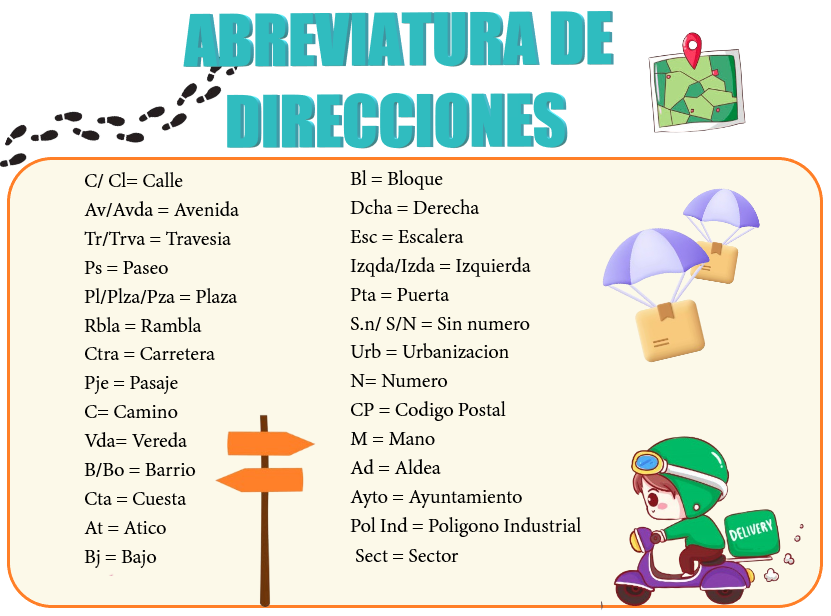 ABREVIATURA DE
DIRECCIONES
C/ Cl= Calle
Av/Avda = Avenida
Tr/Trva = Travesia
Ps = Paseo
Pl/Plza/Pza = Plaza
Rbla = Rambla
Ctra = Carretera
Pje = Pasaje
C= Camino
Vda= Vereda
B/Bo = Barrio
Cta = Cuesta
At = Atico
Bj = Bajo
Bl = Bloque
Dcha = Derecha
Esc = Escalera
Izqda/Izda = Izquierda
Pta = Puerta
S.n/ S/N = Sin numero
Urb = Urbanizacion
N= Numero
CP = Codigo Postal
M = Mano
Ad = Aldea
Ayto = Ayuntamiento
Pol Ind = Poligono Industrial
Sect = Sector
DELIVERY